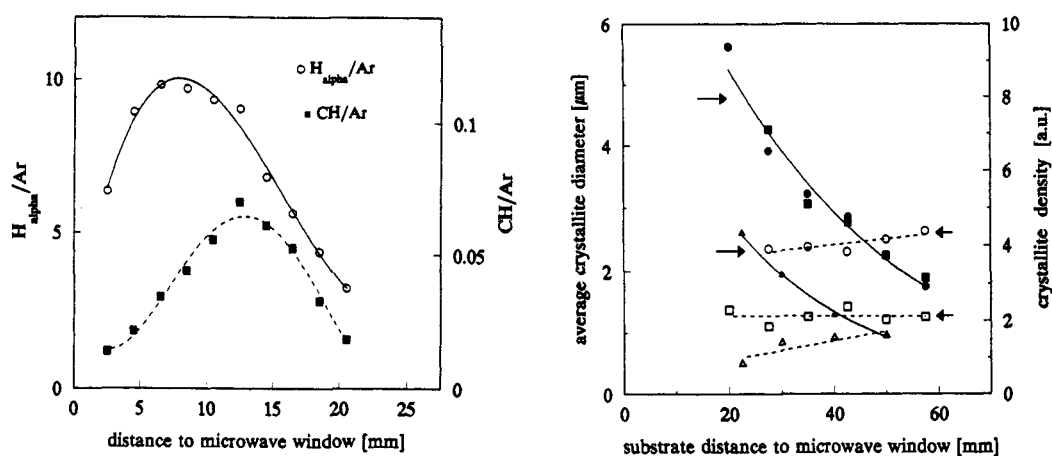 H_alpha/Ar
10
5
0
H_alpha/Ar
CH/Ar
0.1
0.05
0
CH/Ar
0 5 10 15 20 25
distance to microwave window [mm]
average crystallite diameter [µm]
6
4
2
0
10
8
6
4
2
0
crystallite density [a.u.]
0 20 40 60
substrate distance to microwave window [mm]